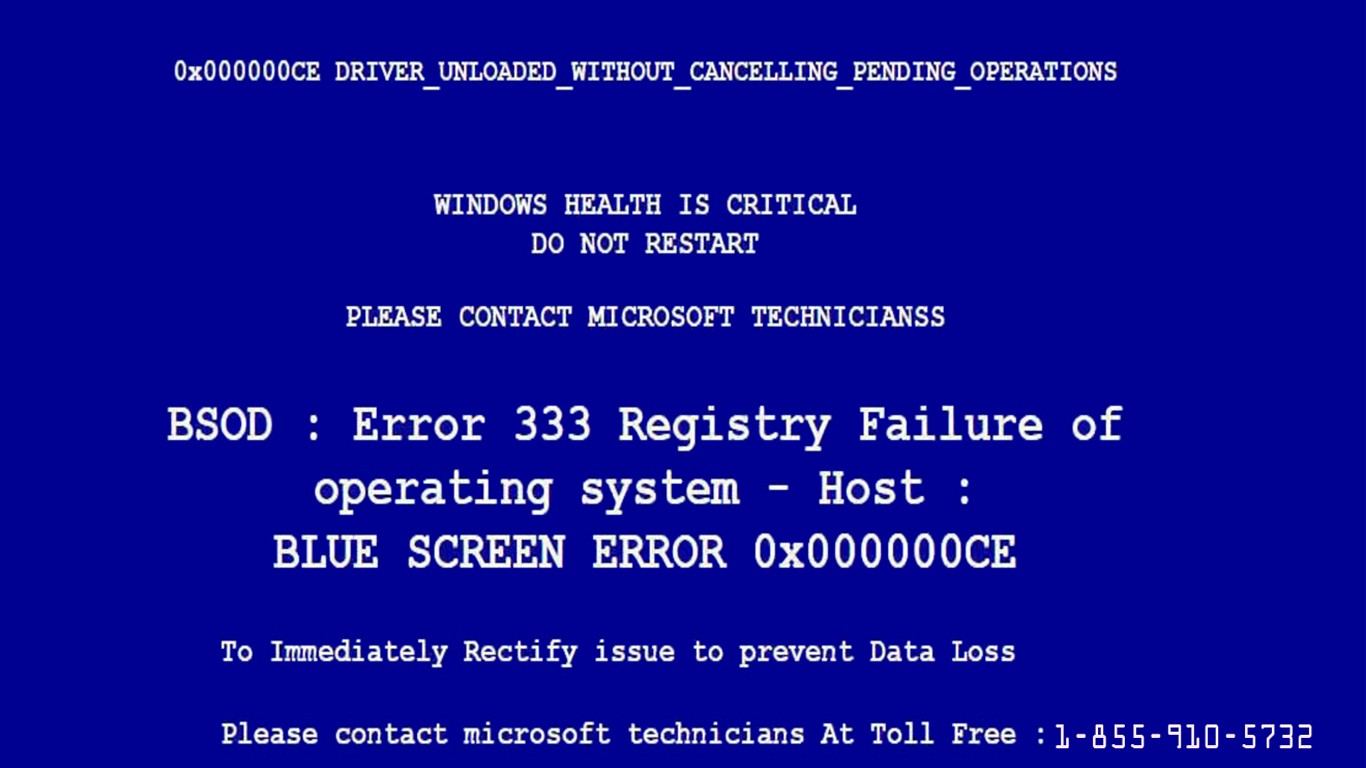 0x000000CE DRIVER_UNLOADED_WITHOUT_CANCELLING_PENDING_OPERATIONS
WINDOWS HEALTH IS CRITICAL
DO NOT RESTART
PLEASE CONTACT MICROSOFT TECHNICIANSS
BSOD : Error 333 Registry Failure of
operating system - Host :
BLUE SCREEN ERROR 0x000000CE
To Immediately Rectify issue to prevent Data Loss
Please contact microsoft technicians At Toll Free :1-855-910-5732